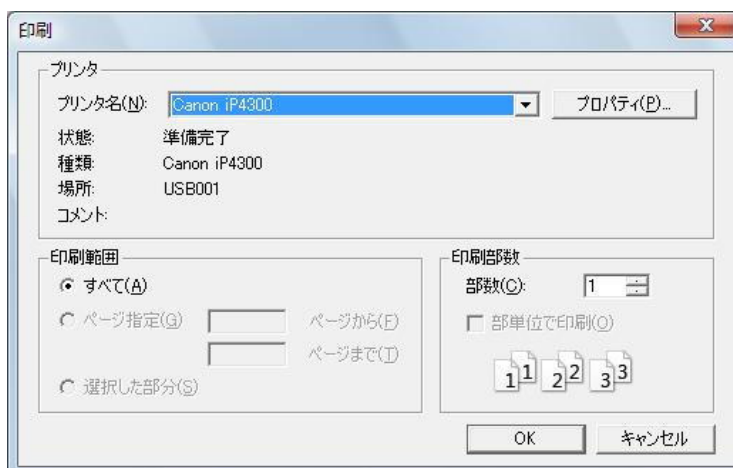 印刷
プリンタ
プリンタ名(N): Canon iP4300 プロパティ(P)...
状態: 準備完了
種類: Canon iP4300
場所: USB001
コメント:
印刷範囲
すべて(A)
ページ指定(G) ページから(F)
ページまで(T)
選択した部分(S)
印刷部数
部数(C): 1
部単位で印刷(O)
1 1 2 2 3 3
OK キャンセル